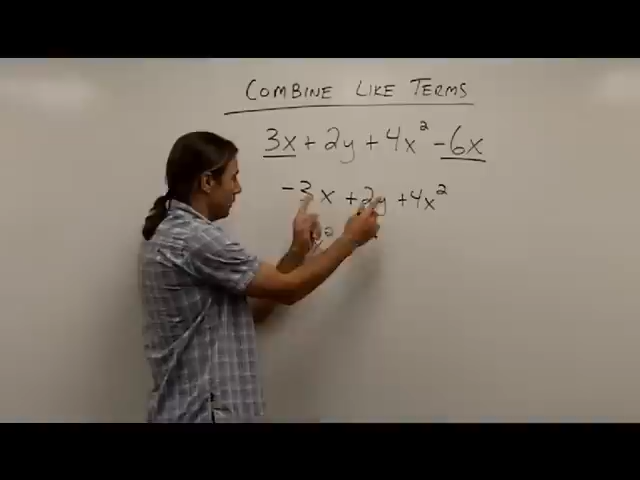 COMBINE LIKE TERMS
3x + 2y + 4x² - 6x
-3x + 2y + 4x²